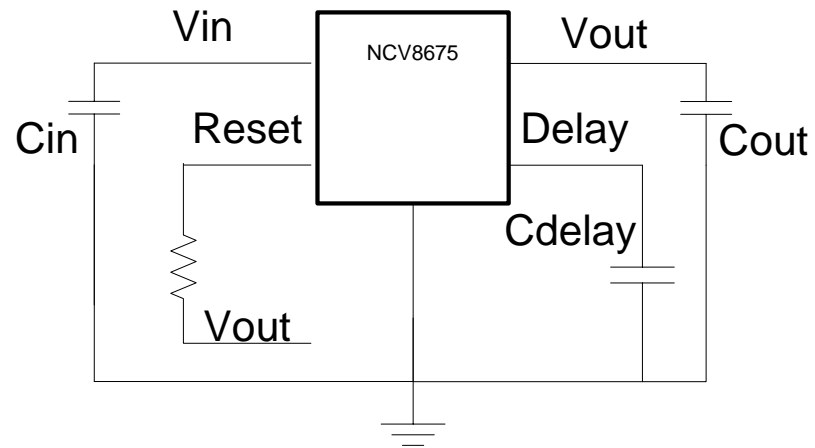 Vin
NCV8675
Vout
Cin
Reset
Delay
Cout
Cdelay
Vout